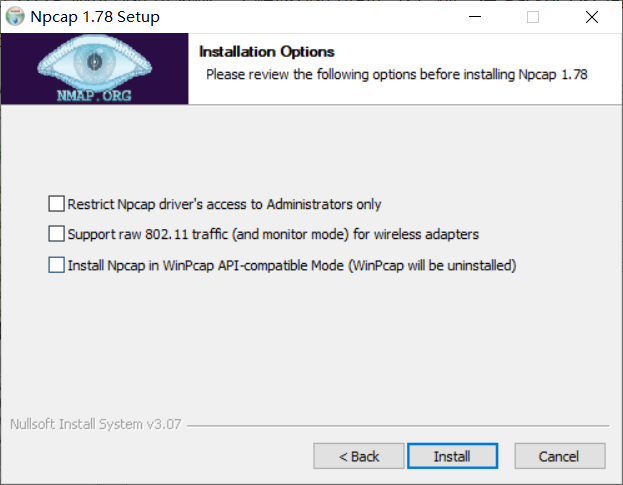 Npcap 1.78 Setup
NMAP.ORG
Installation Options
Please review the following options before installing Npcap 1.78
Restrict Npcap driver's access to Administrators only
Support raw 802.11 traffic (and monitor mode) for wireless adapters
Install Npcap in WinPcap API-compatible Mode (WinPcap will be uninstalled)
Nullsoft Install System v3.07
< Back
Install
Cancel